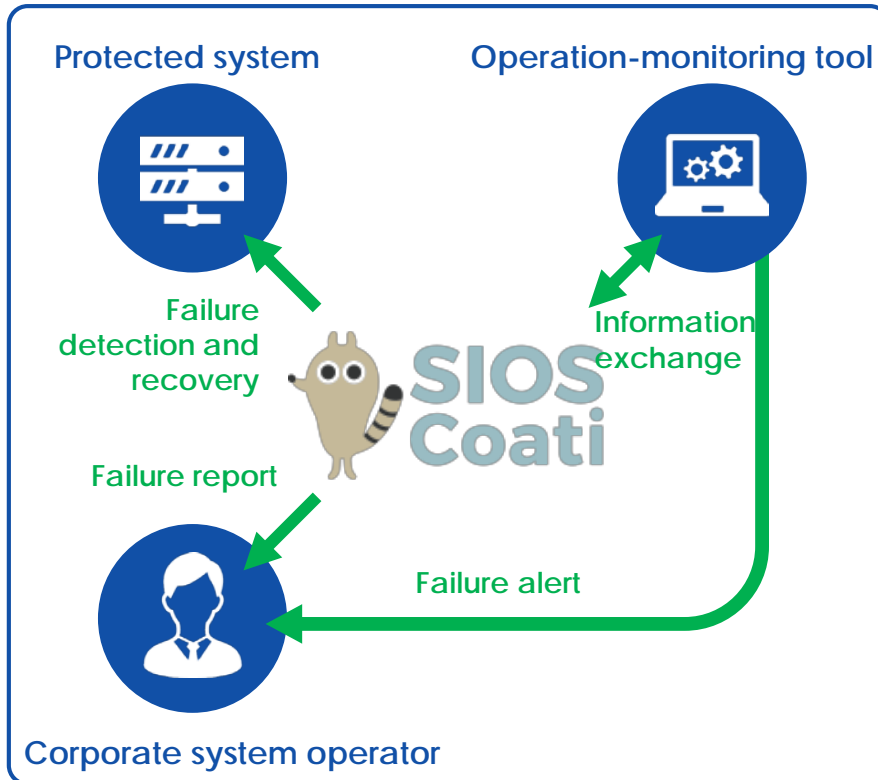 Protected system
Operation-monitoring tool
Failure
detection and
recovery
Information
exchange
SIOS
Coati
Failure report
Failure alert
Corporate system operator